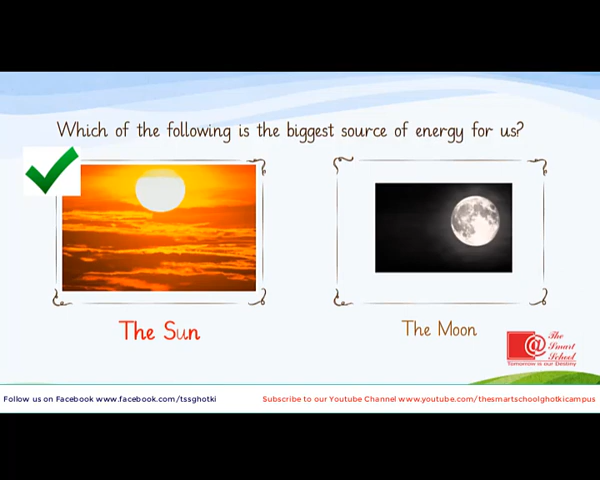 Which of the following is the biggest source of energy for us?
The Sun
The Moon
@ The
Smart
School
Tomorrow is our Destiny
Follow us on Facebook www.facebook.com/tssghotki
Subscribe to our Youtube Channel www.youtube.com/thesmartschoolghotkicampus